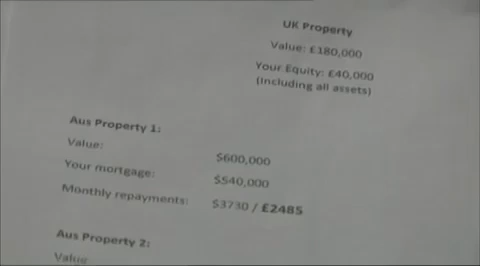 UK Property
Value: £180,000
Your Equity: £40,000
(Including all assets)
Aus Property 1:
Value: $600,000
Your mortgage: $540,000
Monthly repayments: $3730 / £2485
Aus Property 2:
Value